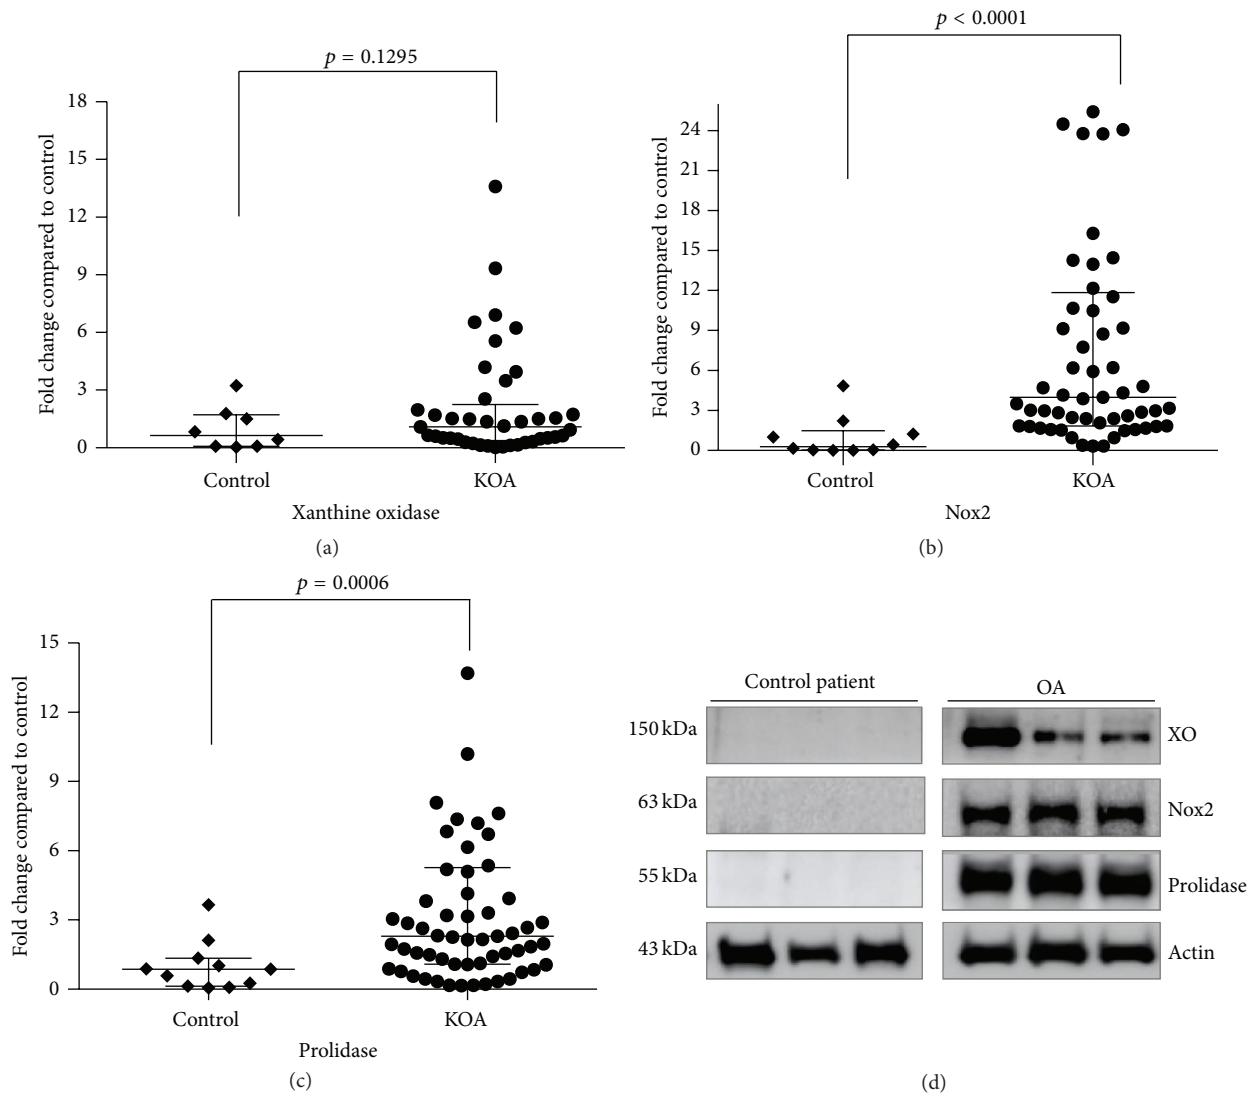 p = 0.1295
Fold change compared to control
18
15
12
9
6
3
0
Control
KOA
Xanthine oxidase
(a)
p < 0.0001
Fold change compared to control
24
21
18
15
12
9
6
3
0
Control
KOA
Nox2
(b)
p = 0.0006
Fold change compared to control
15
12
9
6
3
0
Control
KOA
Prolidase
(c)
Control patient
OA
150 kDa
XO
63 kDa
Nox2
55 kDa
Prolidase
43 kDa
Actin
(d)